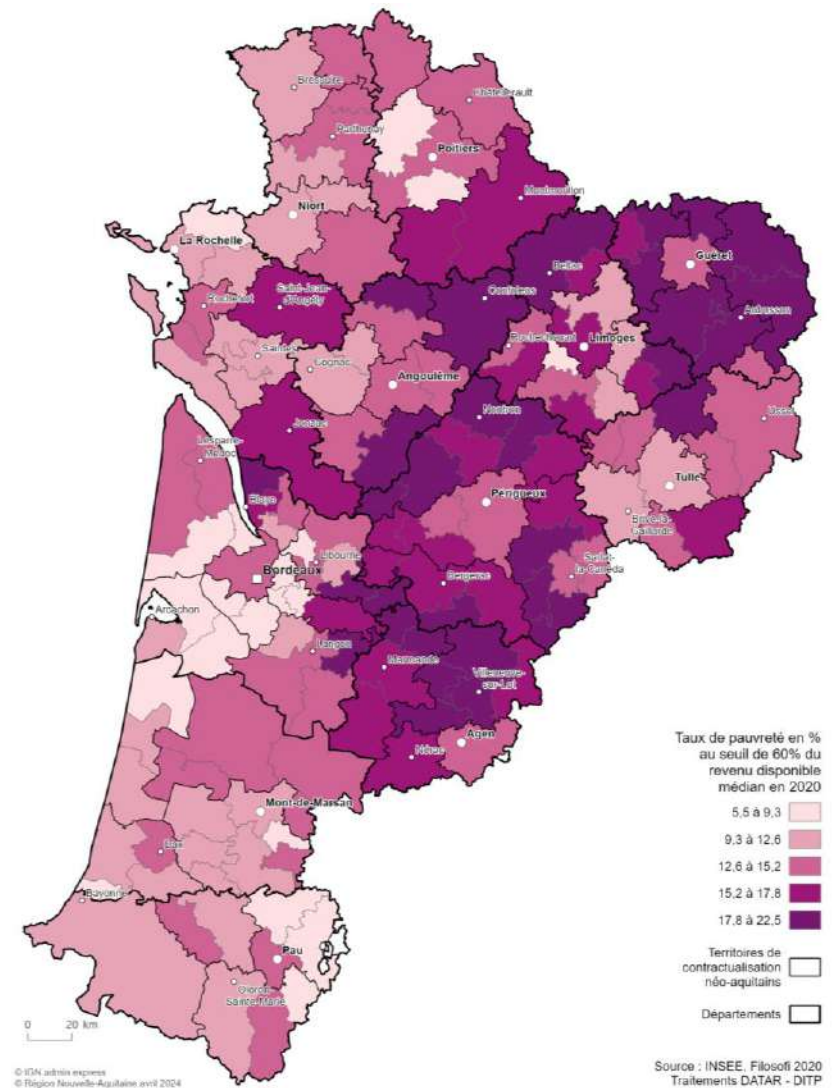 Bressuire
Châtellerault
Parthenay
Poitiers
Montmorillon
Niort
La Rochelle
Guéret
Bellac
Rochefort
Saint-Jean-
d'Angély
Confolens
Aubusson
Rochechouart
Limoges
Saintes
Cognac
Angoulême
Nontron
Ussel
Jonzac
Lesparre-
Médoc
Tulle
Périgueux
Blaye
Brive-la-
Gaillarde
Libourne
Sarlat-
la-Canéda
Bordeaux
Bergerac
Arcachon
Langon
Marmande
Villeneuve-
sur-Lot
Agen
Nérac
Mont-de-Marsan
Dax
Bayonne
Pau
Oloron-
Sainte-Marie
Taux de pauvreté en %
au seuil de 60% du
revenu disponible
médian en 2020
5,5 à 9,3
9,3 à 12,6
12,6 à 15,2
15,2 à 17,8
17,8 à 22,5
Territoires de
contractualisation
néo-aquitains
Départements
0 20 km
© IGN admin express
© Région Nouvelle-Aquitaine avril 2024
Source : INSEE, Filosofi 2020
Traitements DATAR - DITP